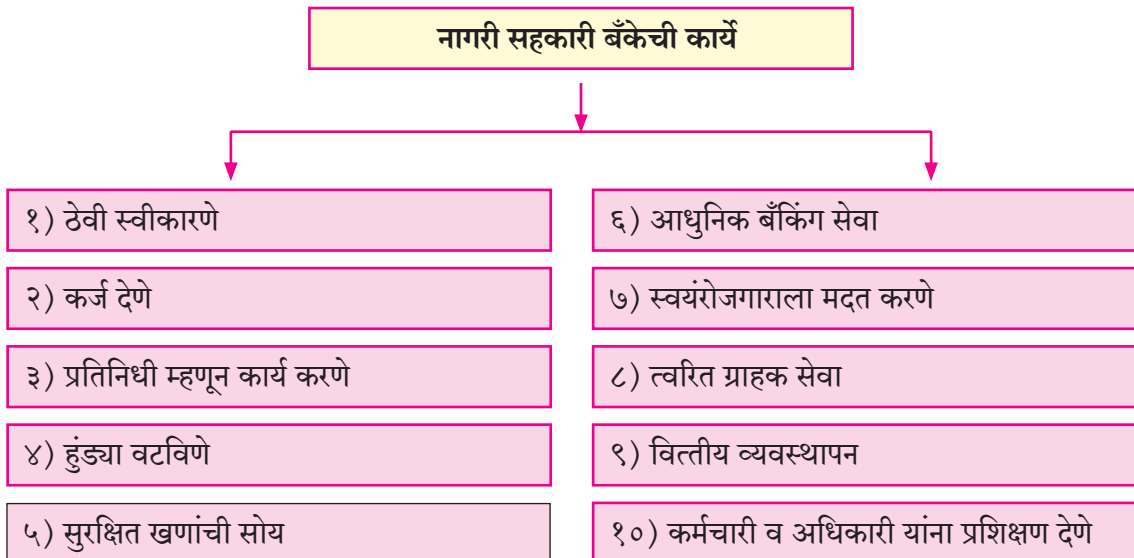 नागरी सहकारी बँकेची कार्ये
१) ठेवी स्वीकारणे
२) कर्ज देणे
३) प्रतिनिधी म्हणून कार्य करणे
४) हुंड्या वटविणे
५) सुरक्षित खणांची सोय
६) आधुनिक बँकिंग सेवा
७) स्वयंरोजगाराला मदत करणे
८) त्वरित ग्राहक सेवा
९) वित्तीय व्यवस्थापन
१०) कर्मचारी व अधिकारी यांना प्रशिक्षण देणे